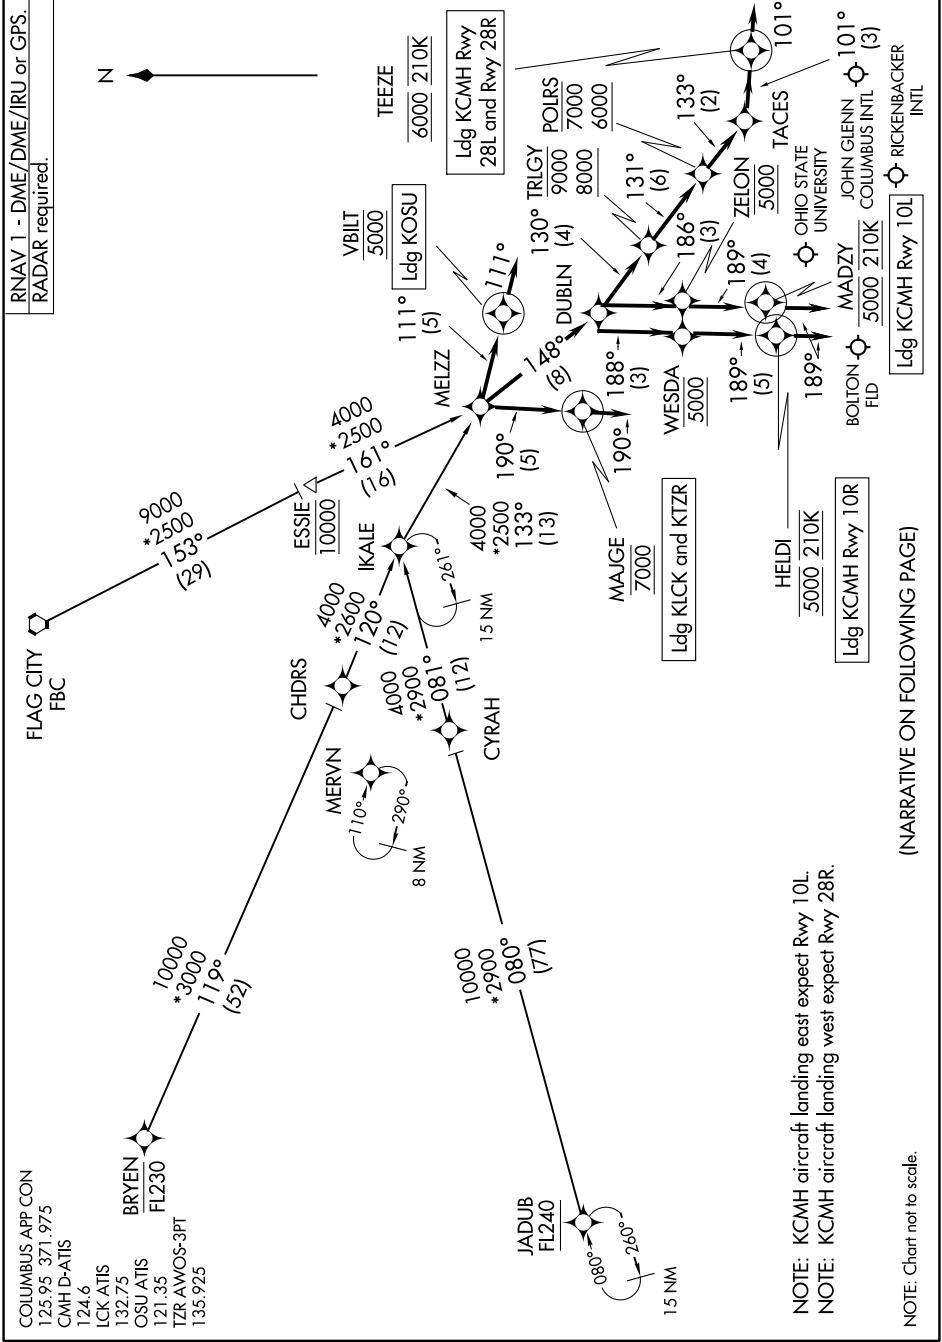 RNAV 1 - DME/DME/IRU or GPS.
RADAR required.
COLUMBUS APP CON
125.95 371.975
CMH D-ATIS
124.6
LCK ATIS
132.75
OSU ATIS
121.35
TZR AWOS-3PT
135.925
N
FLAG CITY
FBC
9000
*2500
153°
(29)
ESSIE
10000
4000
*2500
161°
(16)
BRYEN
FL230
10000
*3000
119°
(52)
CHDRS
4000
*2600
120°
(12)
IKALE
261°
15 NM
4000
*2500
133°
(13)
MERVN
110°
290°
8 NM
JADUB
FL240
080°
260°
15 NM
10000
*2900
080°
(77)
CYRAH
4000
*2900
081°
(12)
MELZZ
111°
(5)
VBILT
5000
Ldg KOSU
111°
190°
(5)
MAJGE
7000
Ldg KLCK and KTZR
190°
148°
(8)
DUBLN
130°
(4)
TRLGY
9000
8000
131°
(6)
POLRS
7000
6000
133°
(2)
TACES
101°
(3)
TEEZE
6000 210K
Ldg KCMH Rwy
28L and Rwy 28R
101°
186°
(3)
ZELON
5000
189°
(4)
MADZY
5000 210K
Ldg KCMH Rwy 10L
189°
188°
(3)
WESDA
5000
189°
(5)
HELDI
5000 210K
Ldg KCMH Rwy 10R
189°
OHIO STATE
UNIVERSITY
JOHN GLENN
COLUMBUS INTL
RICKENBACKER
INTL
BOLTON
FLD
NOTE: KCMH aircraft landing east expect Rwy 10L.
NOTE: KCMH aircraft landing west expect Rwy 28R.
(NARRATIVE ON FOLLOWING PAGE)
NOTE: Chart not to scale.